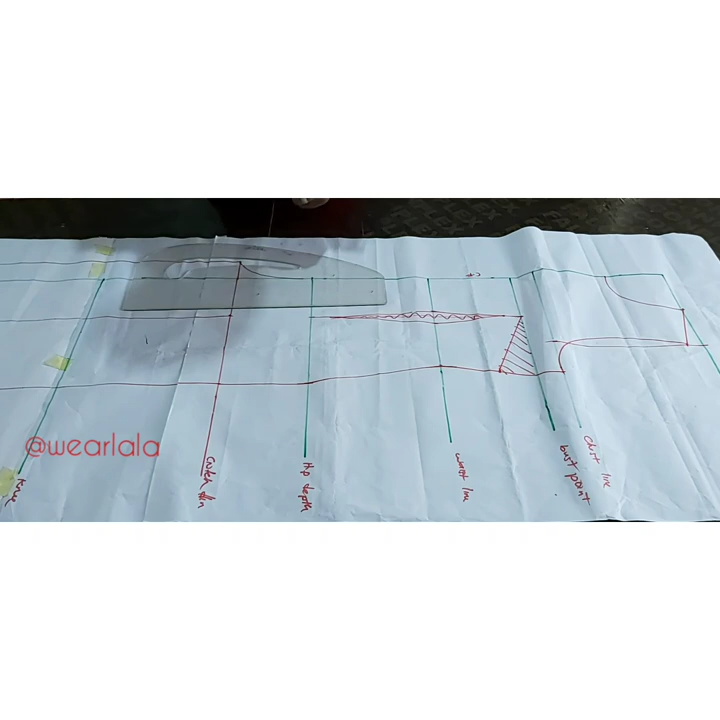 Chest line
bust point
waist line
Hip depth
Knee
@wearlala